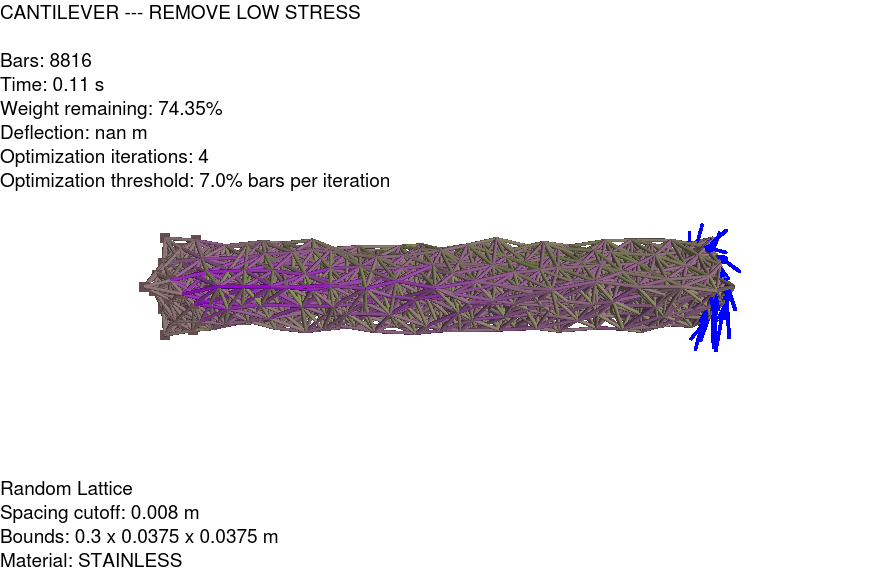 CANTILEVER --- REMOVE LOW STRESS
Bars: 8816
Time: 0.11 s
Weight remaining: 74.35%
Deflection: nan m
Optimization iterations: 4
Optimization threshold: 7.0% bars per iteration
Random Lattice
Spacing cutoff: 0.008 m
Bounds: 0.3 x 0.0375 x 0.0375 m
Material: STAINLESS